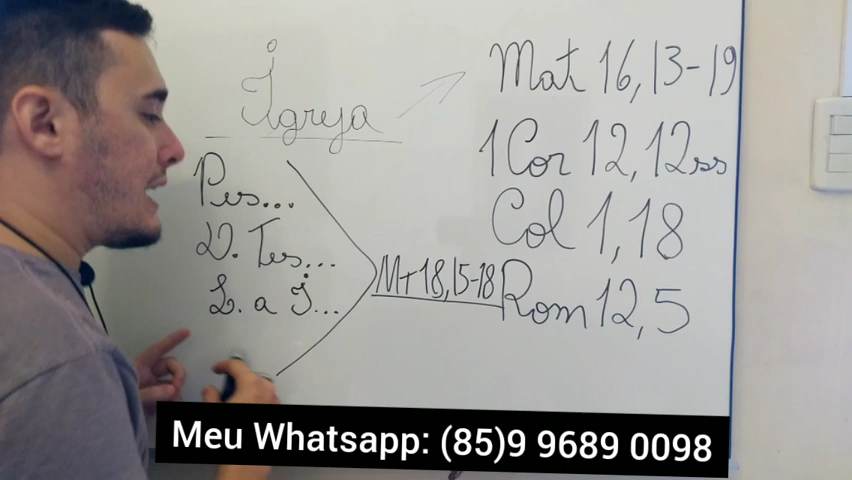 Igreja
Pes...
D. Tes...
L. a I...
Mt 18,15-18
Mat 16,13-19
1Cor 12,12ss
Col 1,18
Rom 12,5
Meu Whatsapp: (85)9 9689 0098